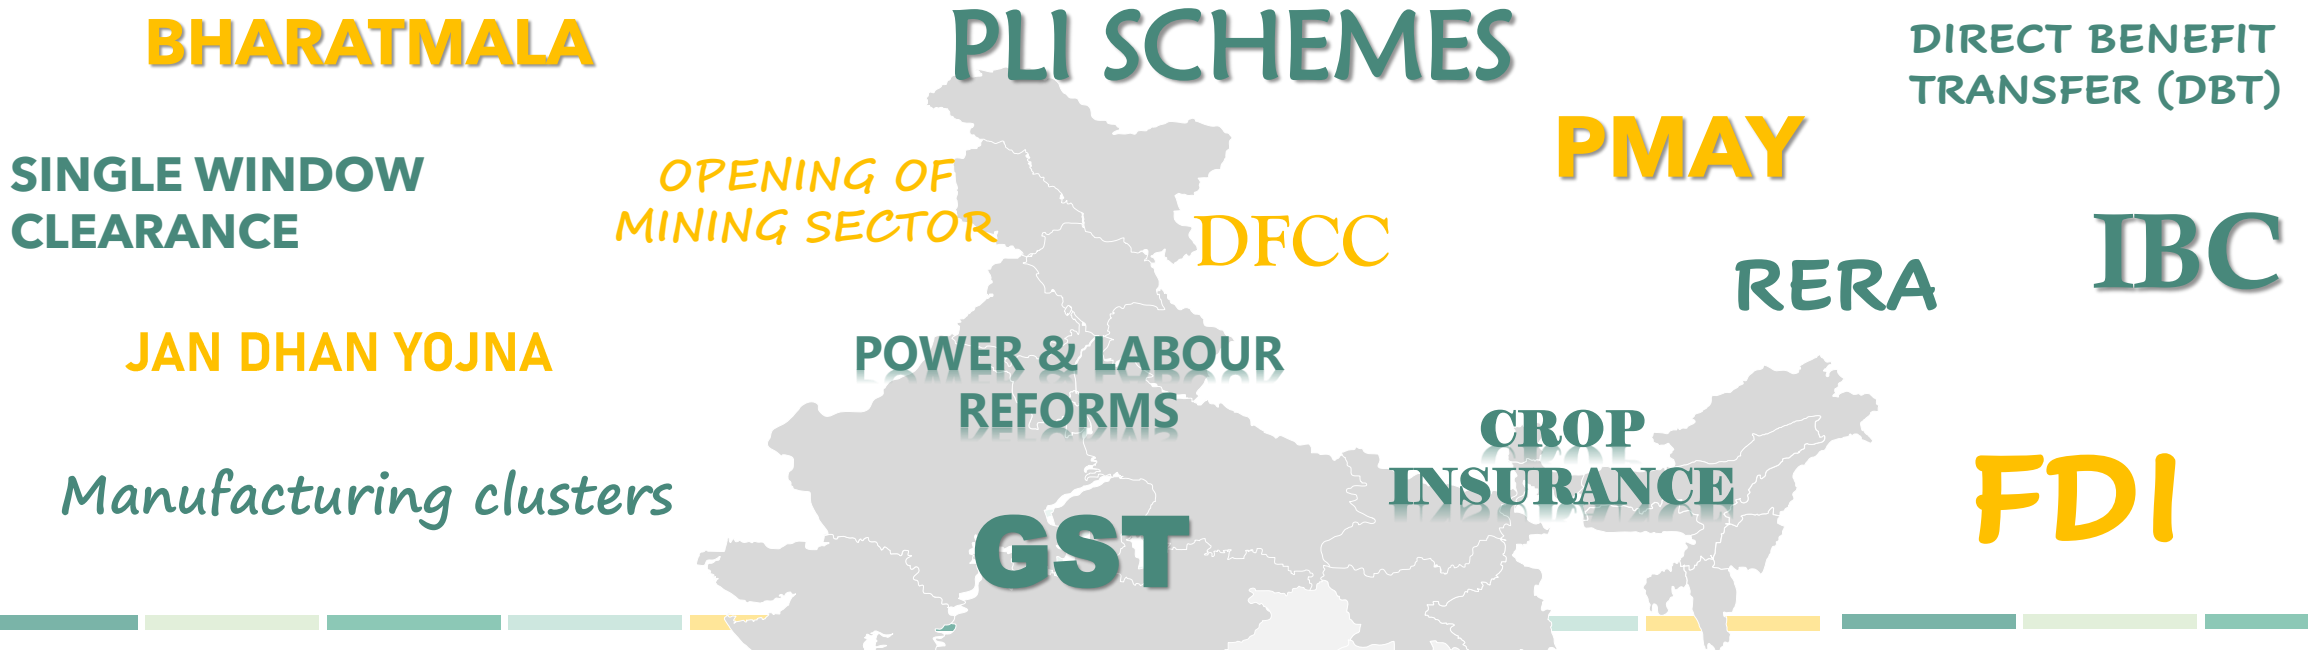 BHARATMALA
PLI SCHEMES
DIRECT BENEFIT
TRANSFER (DBT)
PMAY
SINGLE WINDOW
CLEARANCE
OPENING OF
MINING SECTOR
DFCC
IBC
RERA
JAN DHAN YOJNA
POWER & LABOUR
REFORMS
CROP
INSURANCE
FDI
Manufacturing clusters
GST